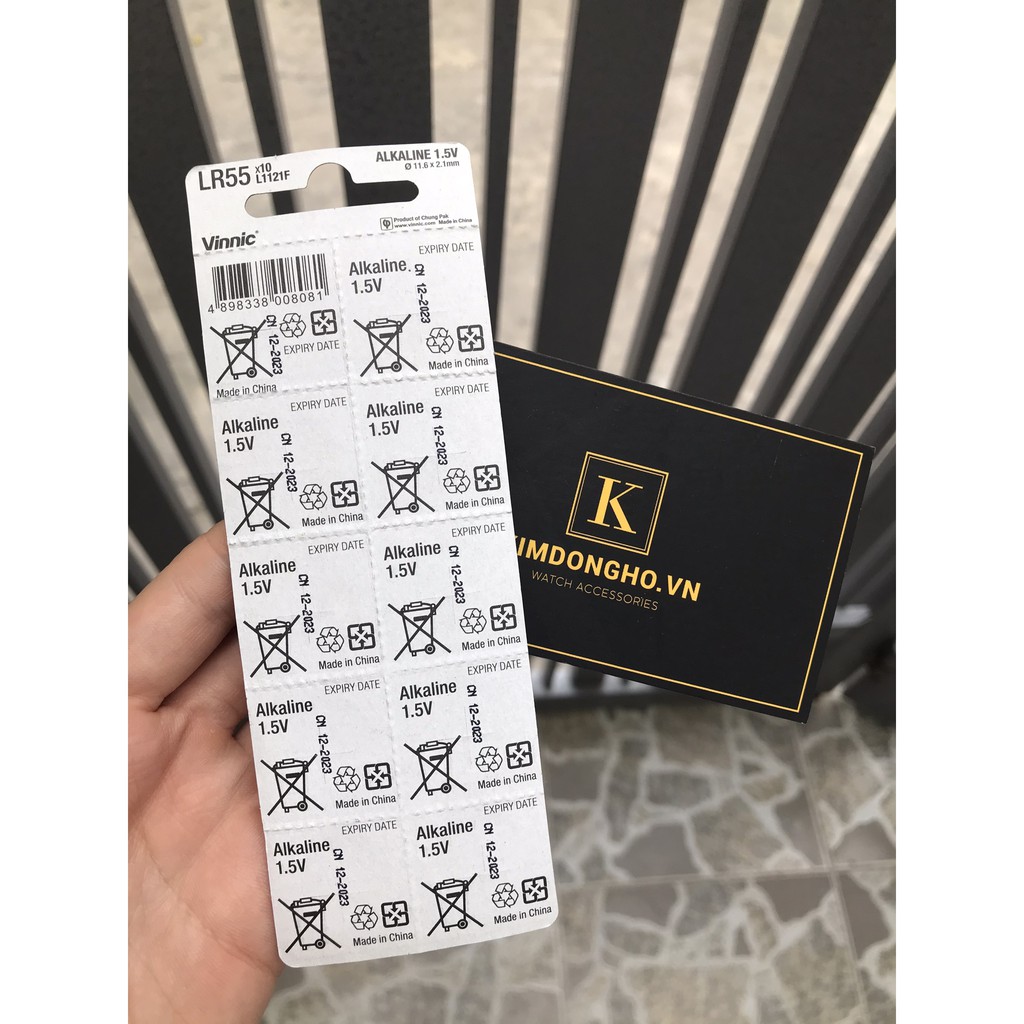 LR55 x10 L1121F
ALKALINE 1.5V
Ø 11.6 x 2.1mm
Vinnic®
Product of Chung Pak
www.vinnic.com Made in China
4 898338 008081
CN 12-2023
EXPIRY DATE
Made in China
EXPIRY DATE
Alkaline
1.5V
CN 12-2023
Made in China
EXPIRY DATE
Alkaline
1.5V
CN 12-2023
Made in China
EXPIRY DATE
Alkaline
1.5V
CN 12-2023
Made in China
EXPIRY DATE
Alkaline
1.5V
CN 12-2023
Made in China
EXPIRY DATE
Alkaline
1.5V
CN 12-2023
Made in China
EXPIRY DATE
Alkaline
1.5V
CN 12-2023
Made in China
EXPIRY DATE
Alkaline
1.5V
CN 12-2023
Made in China
EXPIRY DATE
Alkaline
1.5V
CN 12-2023
Made in China
EXPIRY DATE
Alkaline
1.5V
CN 12-2023
Made in China
K
KIMDONGHO.VN
WATCH ACCESSORIES